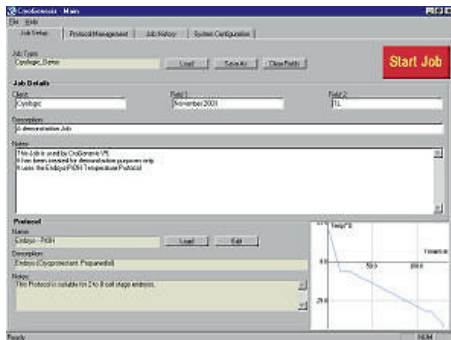 CryoGenesis - Main
File Help
Job Setup Protocol Management Job History System Configuration
Job Type:
Cryologic_Demo Load Save As Clear Fields Start Job
Job Details
Client: Field 1: Field 2:
Cryologic November 2001 TL
Description:
A demonstration Job
Notes:
This Job is used by CryoGenesis V5
It has been created for demonstration purposes only.
It uses the Embryo PrOH Temperature Protocol
Protocol
Name:
Embryo - PrOH Load Edit
Description:
Embryo (Cryoprotectant: Propanediol)
Notes:
This Protocol is suitable for 2 to 8 cell stage embryos.
Temp/°C
0.0 50.0 100.0
Ready NUM